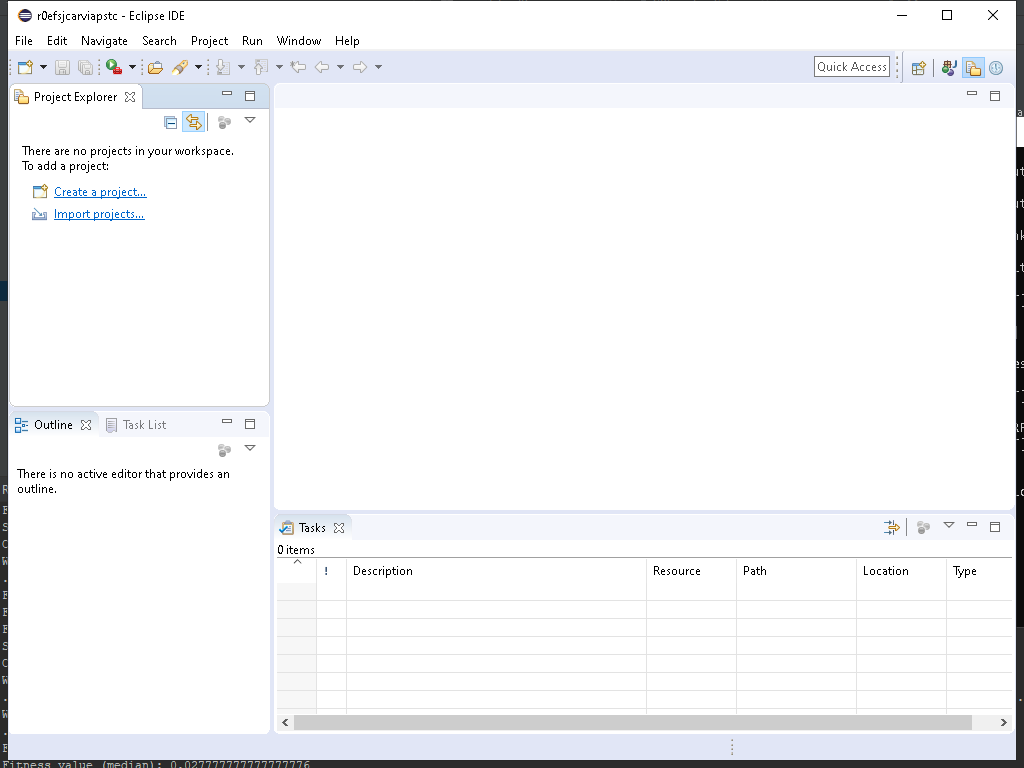 r0efsjcarviapstc - Eclipse IDE
File Edit Navigate Search Project Run Window Help
Quick Access
Project Explorer
There are no projects in your workspace.
To add a project:
Create a project...
Import projects...
Outline Task List
There is no active editor that provides an
outline.
Tasks
0 items
! Description Resource Path Location Type
Fitness value (median): 0.027777777777777776